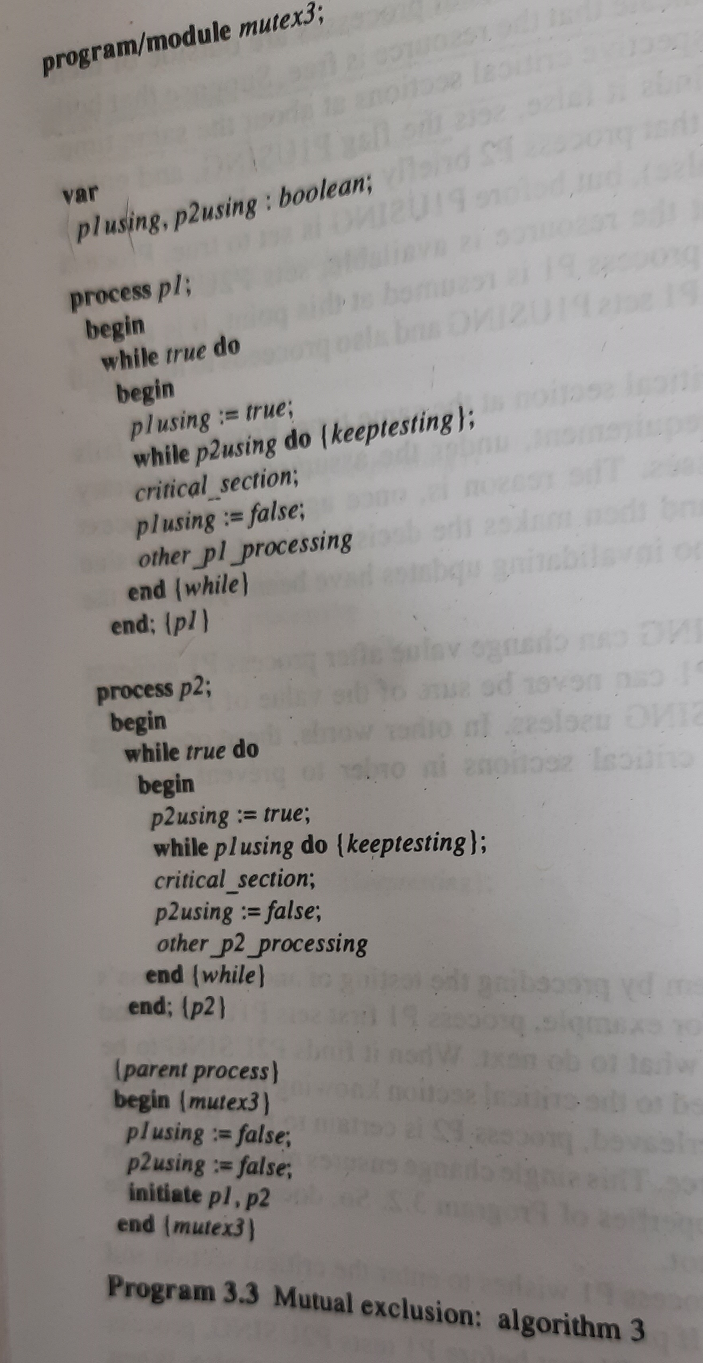 program/module mutex3;
var
p1using, p2using : boolean;
process p1;
begin
while true do
begin
p1using := true;
while p2using do {keeptesting};
critical_section;
p1using := false;
other_p1_processing
end {while}
end; {p1}
process p2;
begin
while true do
begin
p2using := true;
while p1using do {keeptesting};
critical_section;
p2using := false;
other_p2_processing
end {while}
end; {p2}
{parent process}
begin {mutex3}
p1using := false;
p2using := false;
initiate p1, p2
end {mutex3}
Program 3.3 Mutual exclusion: algorithm 3